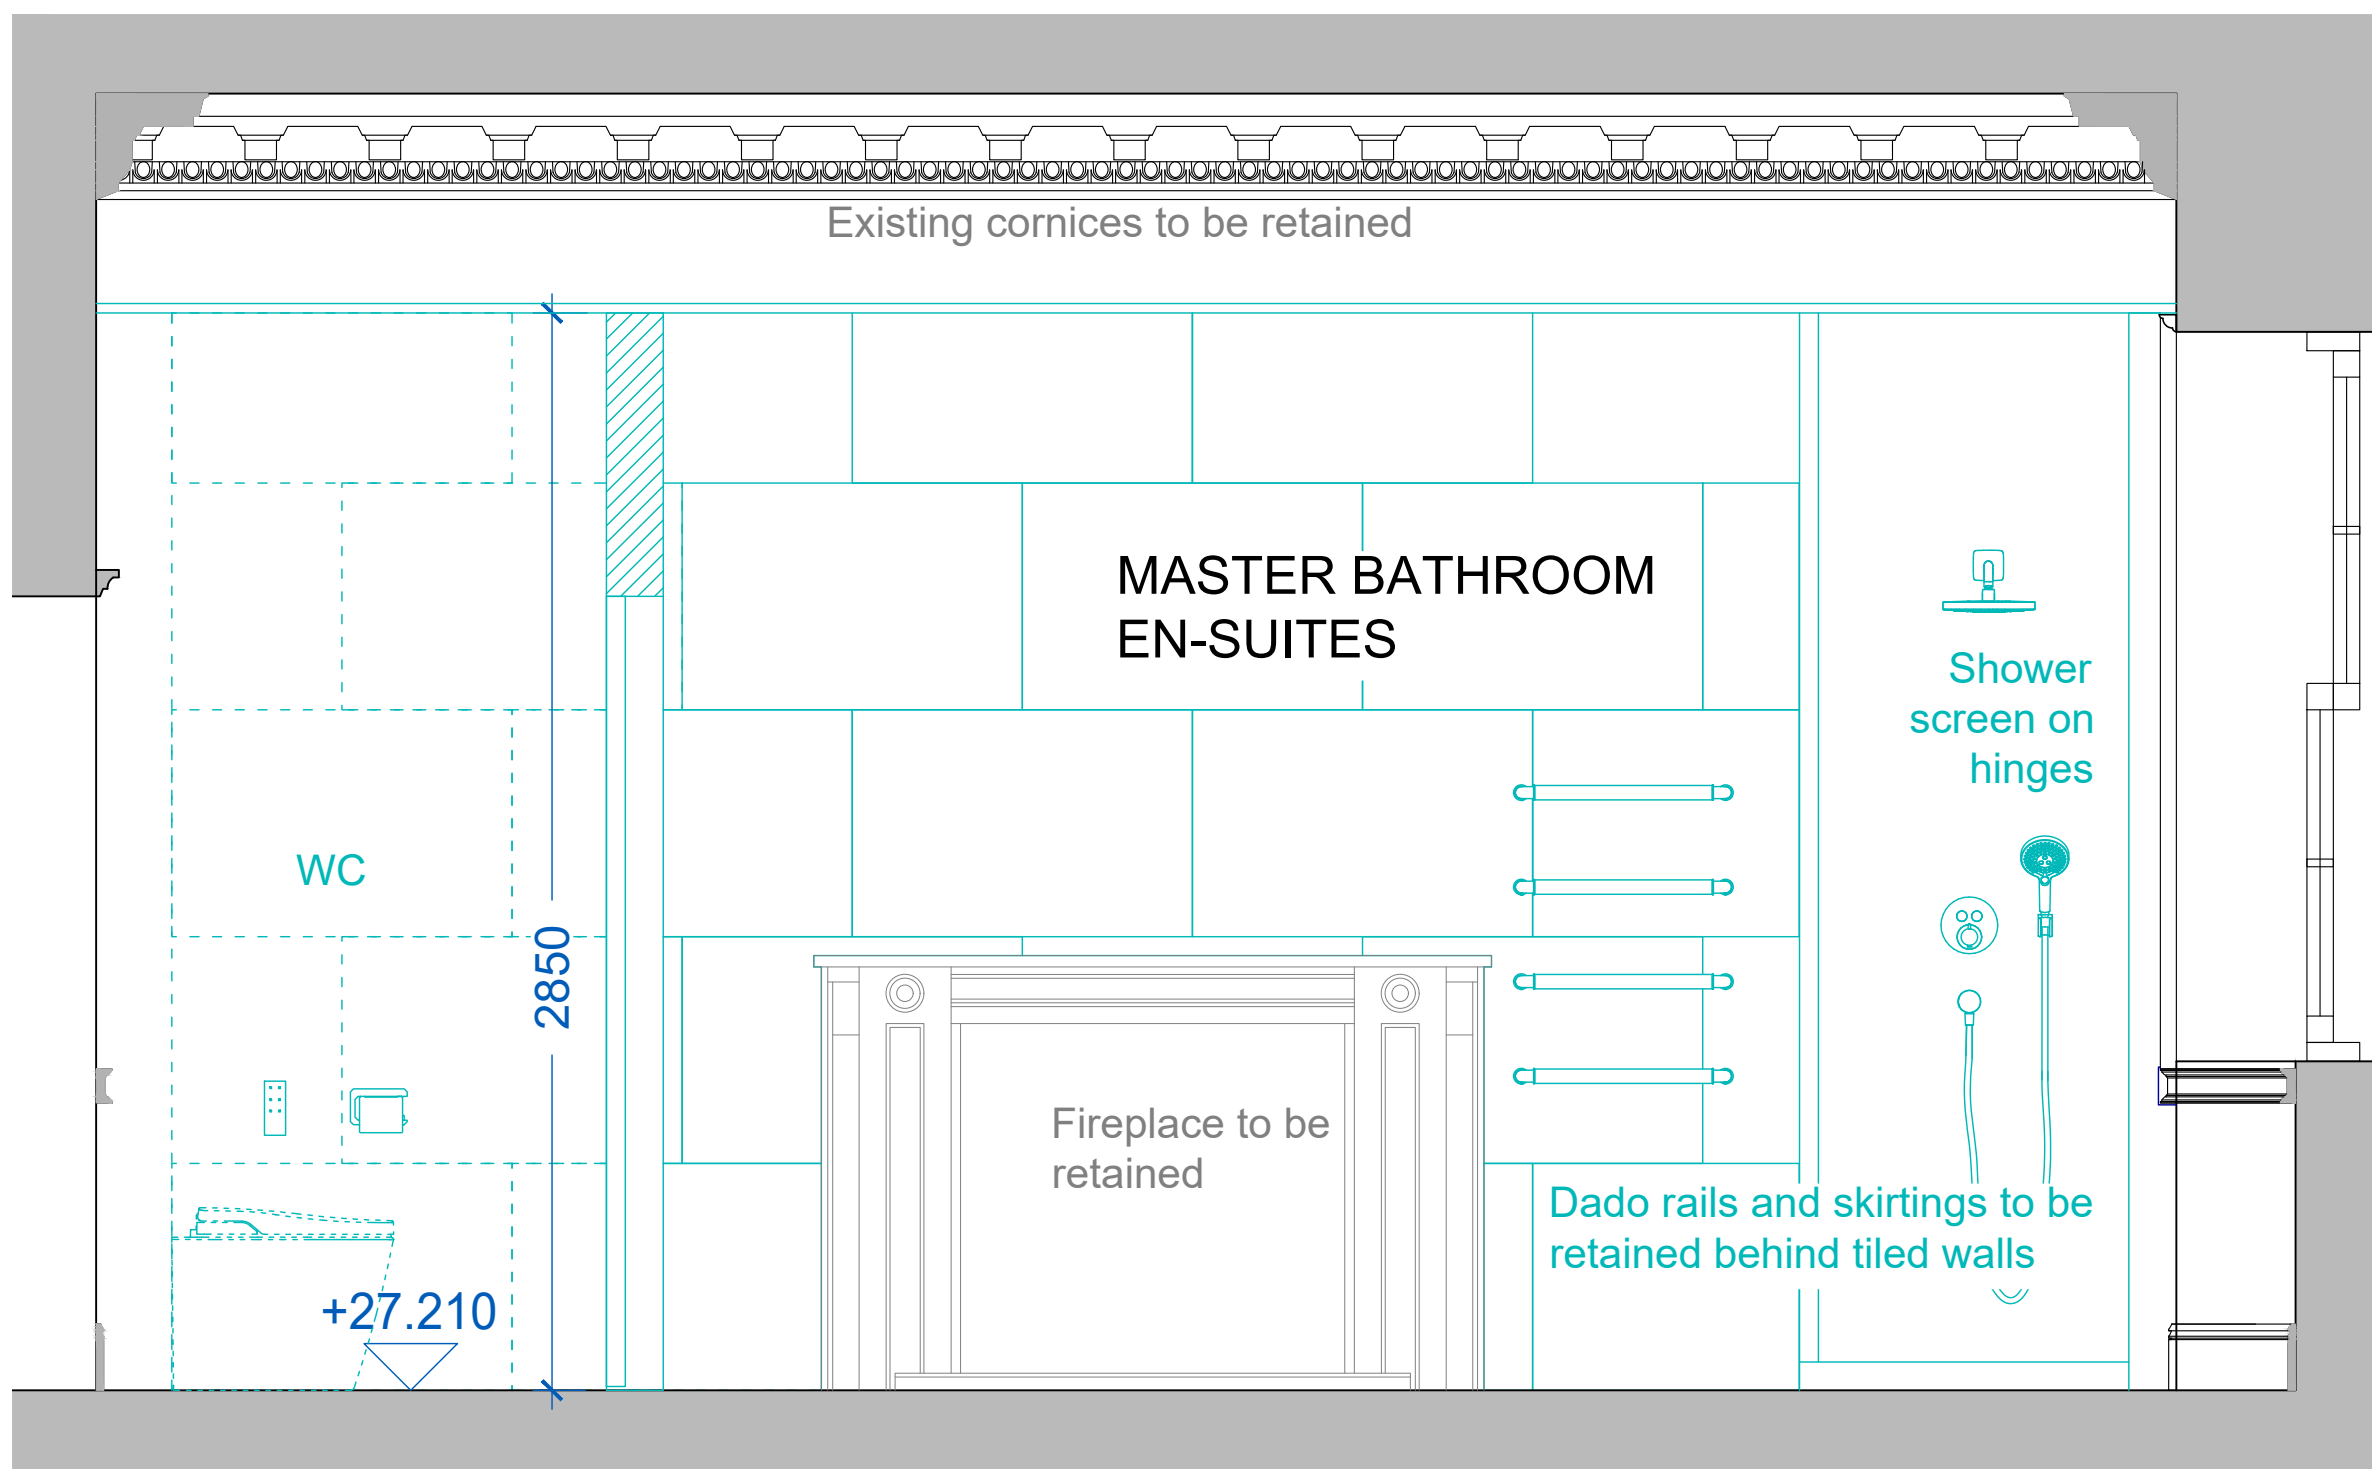 Existing cornices to be retained
MASTER BATHROOM
EN-SUITES
Shower
screen on
hinges
WC
2850
Fireplace to be
retained
Dado rails and skirtings to be
retained behind tiled walls
+27.210